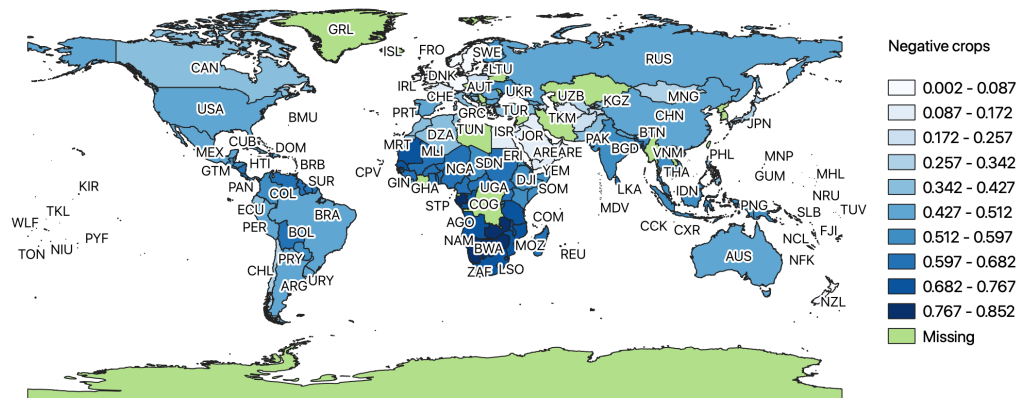 GRL
ISL FRO SWE
RUS
LTU
CAN DNK
IRL AUT UKR UZB KGZ MNG
CHE
USA PRT GRC TUR TKM CHN
BMU TUN JPN
CUB DOM DZA ISR JOR PAK BTN
MEX HTI MRT MLI BGD VNM PHL
GTM BRB CPV NGA SDN ERI ARE ARE YEM THA MNP
KIR PAN SUR GIN GHA DJI SOM GUM MHL
COL UGA LKA IDN NRU
TKL ECU STP COG MDV PNG SLB TUV
WLF BRA AGO COM CCK CXR FJI
PYF PER BOL NAM BWA MOZ REU AUS NCL
TON NIU PRY NFK
CHL URY ZAF LSO
ARG NZL
Negative crops
0.002 - 0.087
0.087 - 0.172
0.172 - 0.257
0.257 - 0.342
0.342 - 0.427
0.427 - 0.512
0.512 - 0.597
0.597 - 0.682
0.682 - 0.767
0.767 - 0.852
Missing